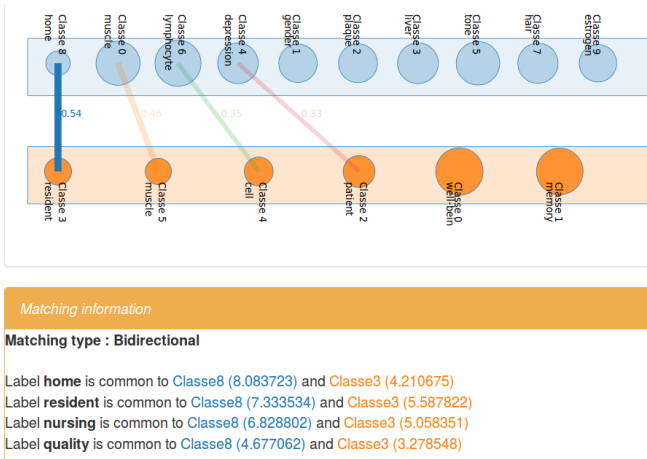 Classe 8
home
Classe 0
muscle
Classe 6
lymphocyte
Classe 4
depression
Classe 1
gender
Classe 2
plaque
Classe 3
liver
Classe 5
tone
Classe 7
hair
Classe 9
estrogen
0.54
0.46
0.35
0.33
Classe 3
resident
Classe 5
muscle
Classe 4
cell
Classe 2
patient
Classe 0
well-bein
Classe 1
memory
Matching information
Matching type : Bidirectional
Label home is common to Classe8 (8.083723) and Classe3 (4.210675)
Label resident is common to Classe8 (7.333534) and Classe3 (5.587822)
Label nursing is common to Classe8 (6.828802) and Classe3 (5.058351)
Label quality is common to Classe8 (4.677062) and Classe3 (3.278548)